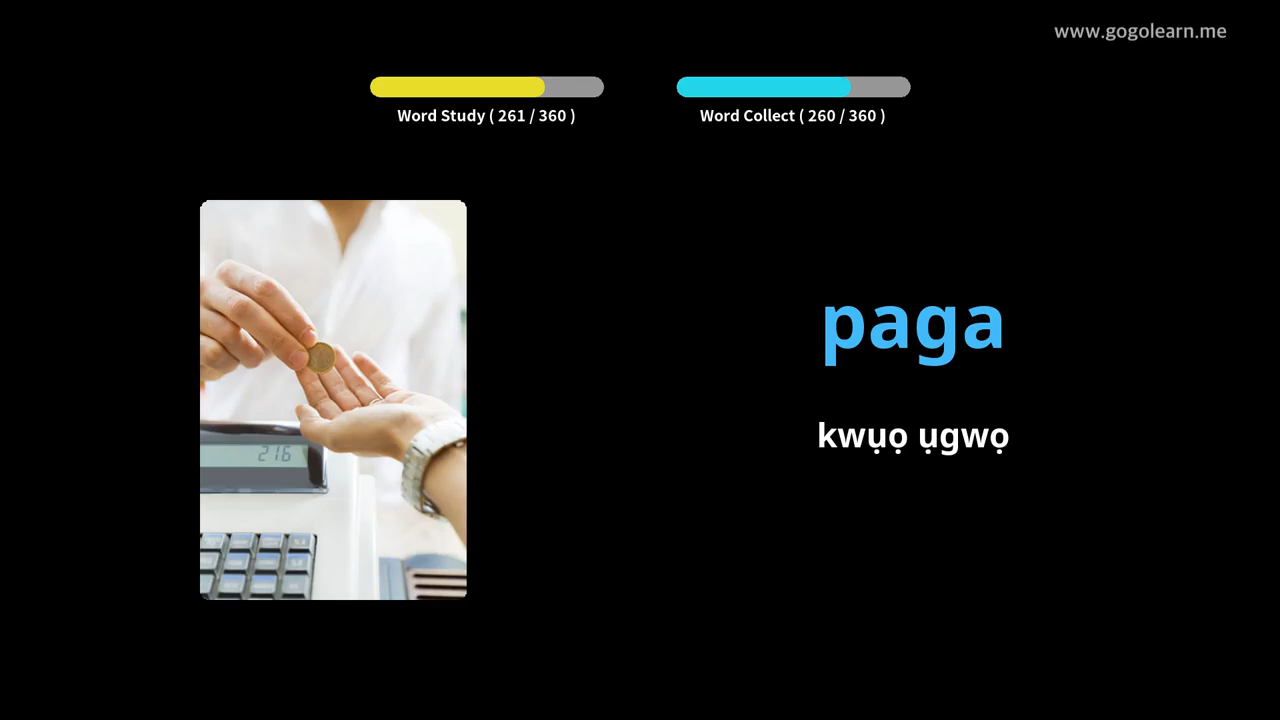 www.gogolearn.me
Word Study ( 261 / 360 )
Word Collect ( 260 / 360 )
paga
kwụọ ụgwọ
216